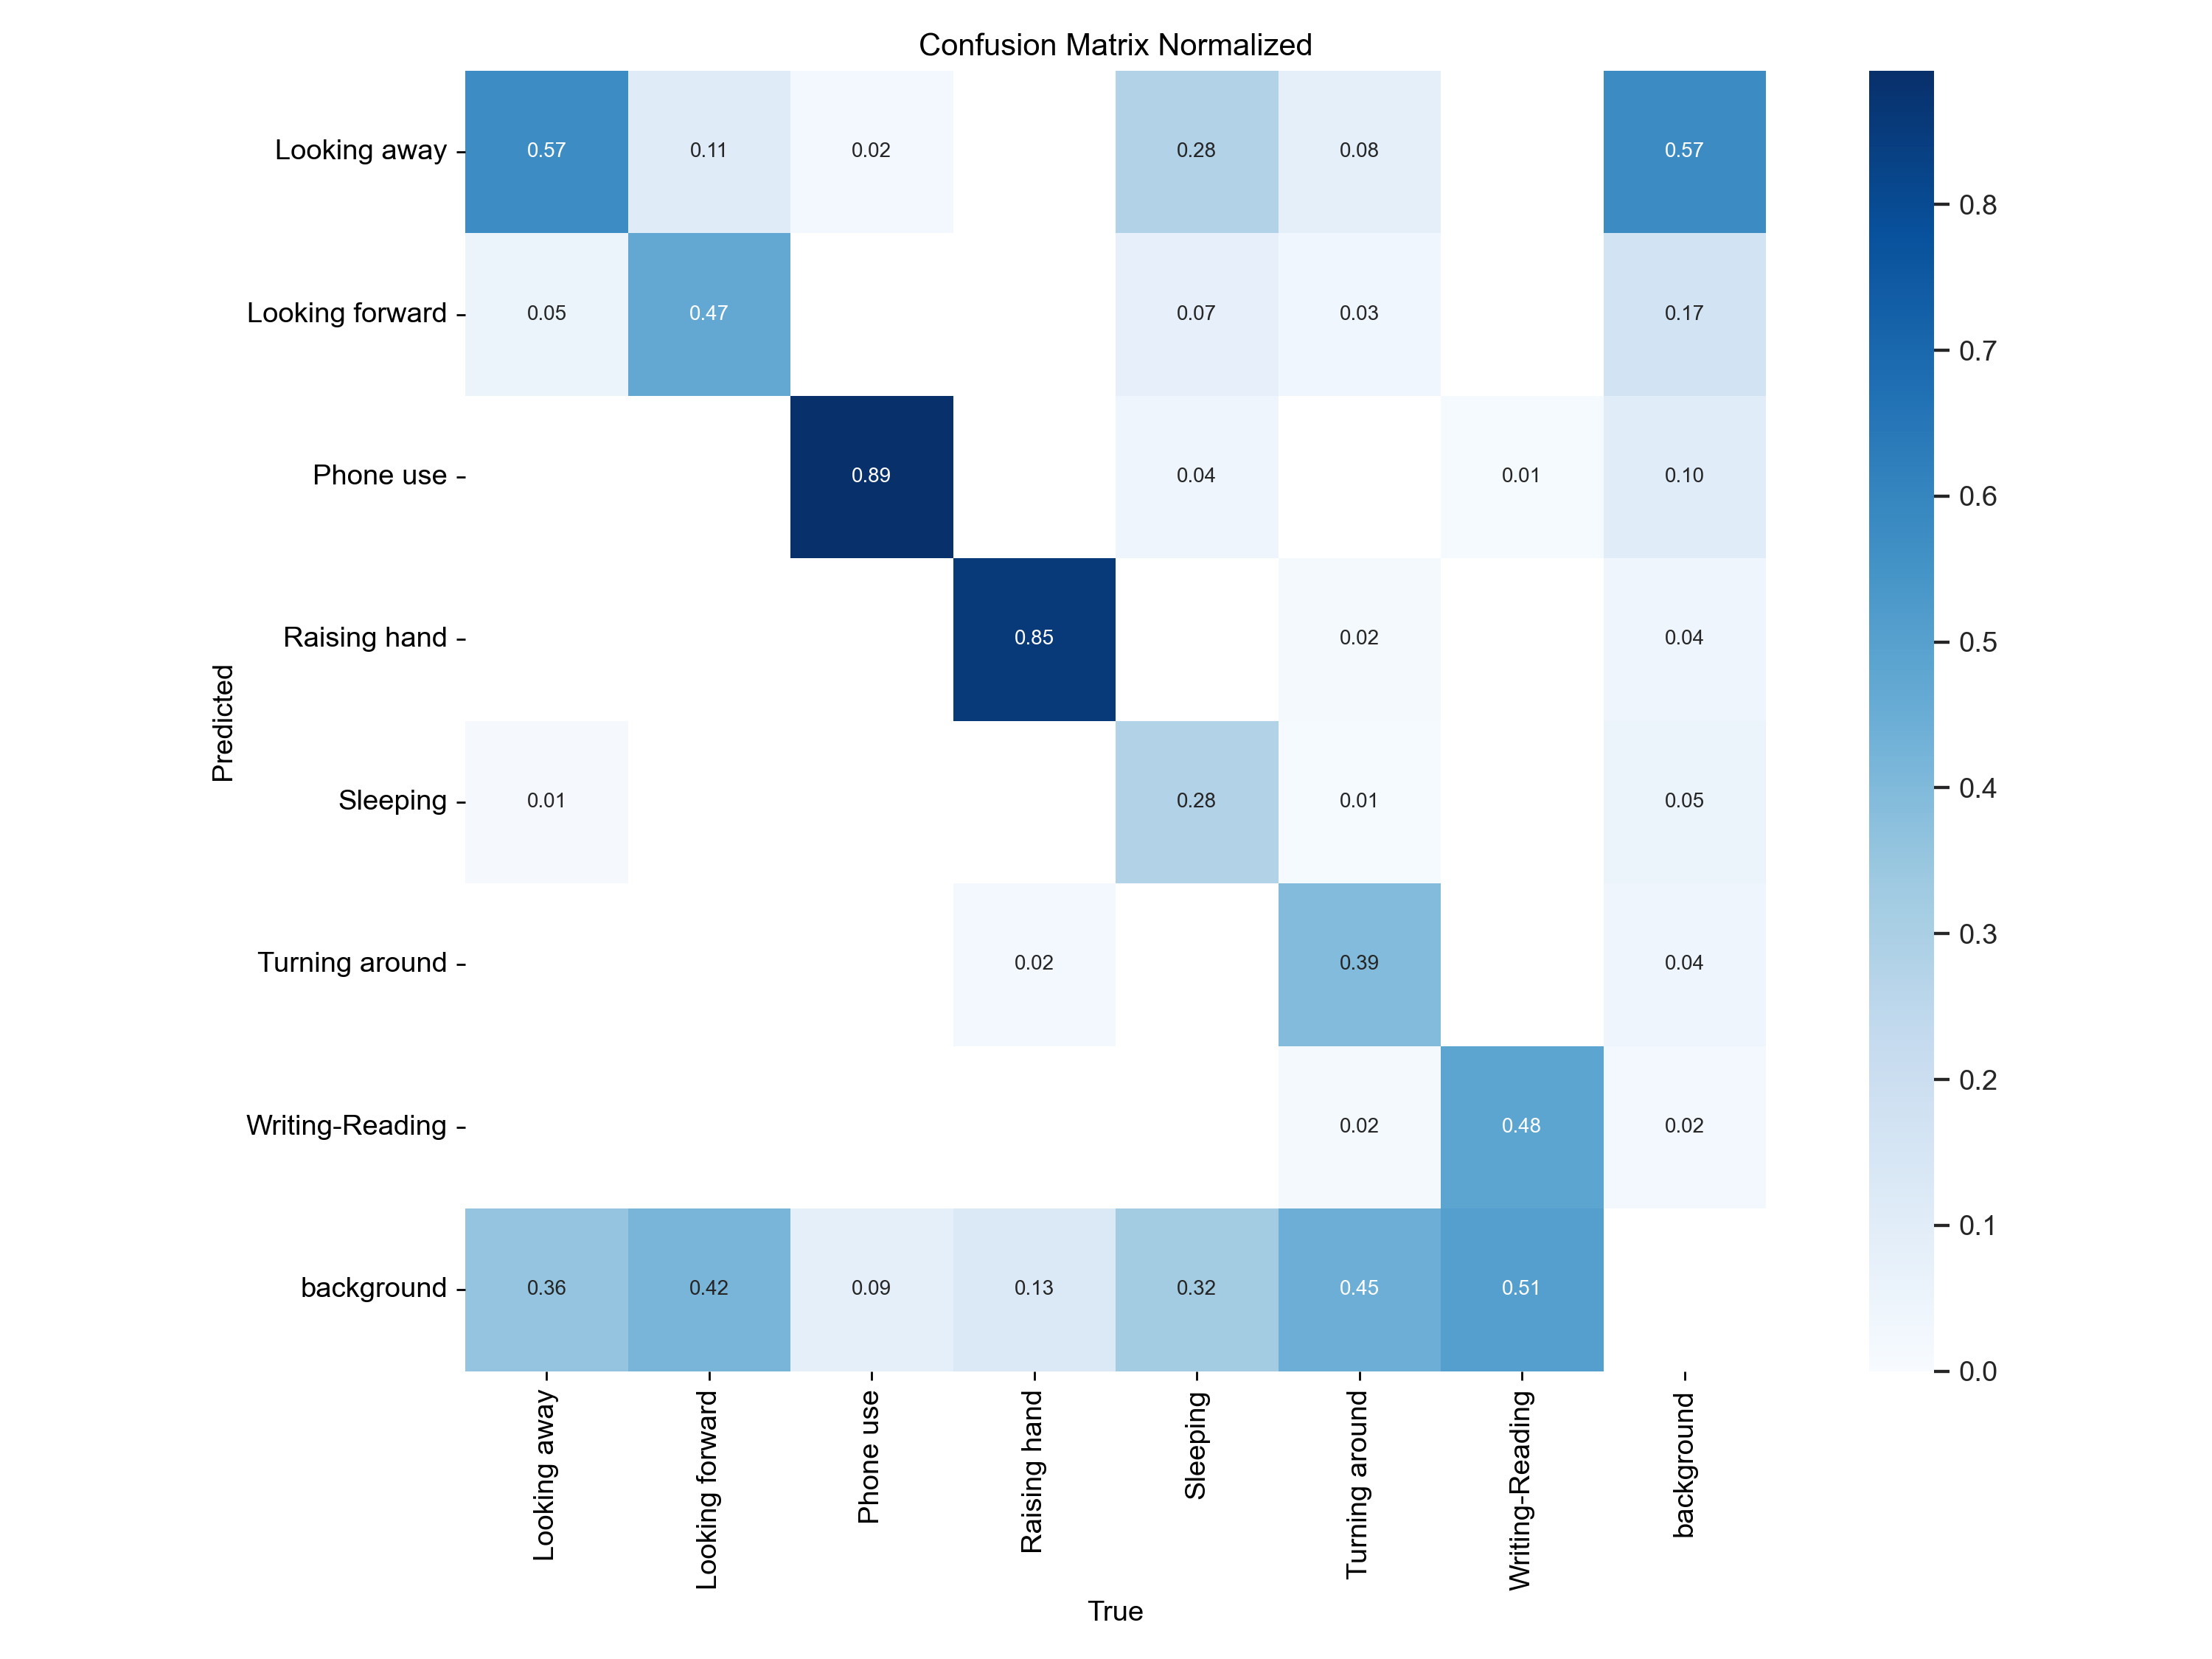 Confusion Matrix Normalized
Looking away 0.57 0.11 0.02 0.28 0.08 0.57
Looking forward 0.05 0.47 0.07 0.03 0.17
Phone use 0.89 0.04 0.01 0.10
Raising hand 0.85 0.02 0.04
Sleeping 0.01 0.28 0.01 0.05
Turning around 0.02 0.39 0.04
Writing-Reading 0.02 0.48 0.02
background 0.36 0.42 0.09 0.13 0.32 0.45 0.51
Predicted
Looking away
Looking forward
Phone use
Raising hand
Sleeping
Turning around
Writing-Reading
background
True
0.8
0.7
0.6
0.5
0.4
0.3
0.2
0.1
0.0